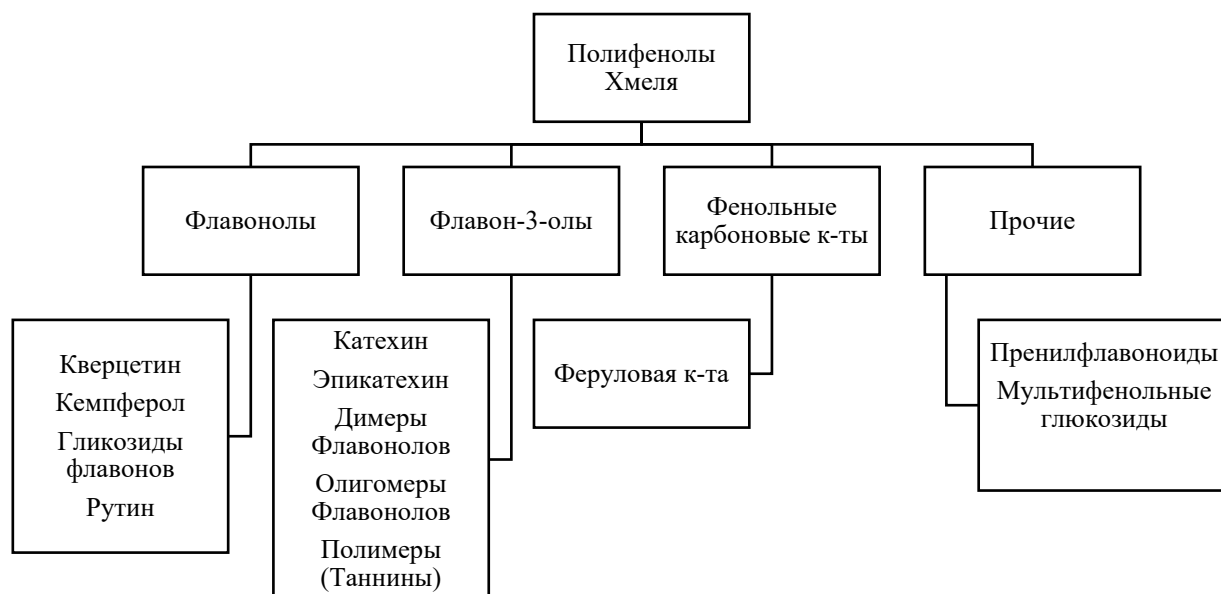 Полифенолы
Хмеля
Флавонолы
Флавон-3-олы
Фенольные
карбоновые к-ты
Прочие
Кверцетин
Кемпферол
Гликозиды
флавонов
Рутин
Катехин
Эпикатехин
Димеры
Флавонолов
Олигомеры
Флавонолов
Полимеры
(Таннины)
Феруловая к-та
Пренилфлавоноиды
Мультифенольные
глюкозиды